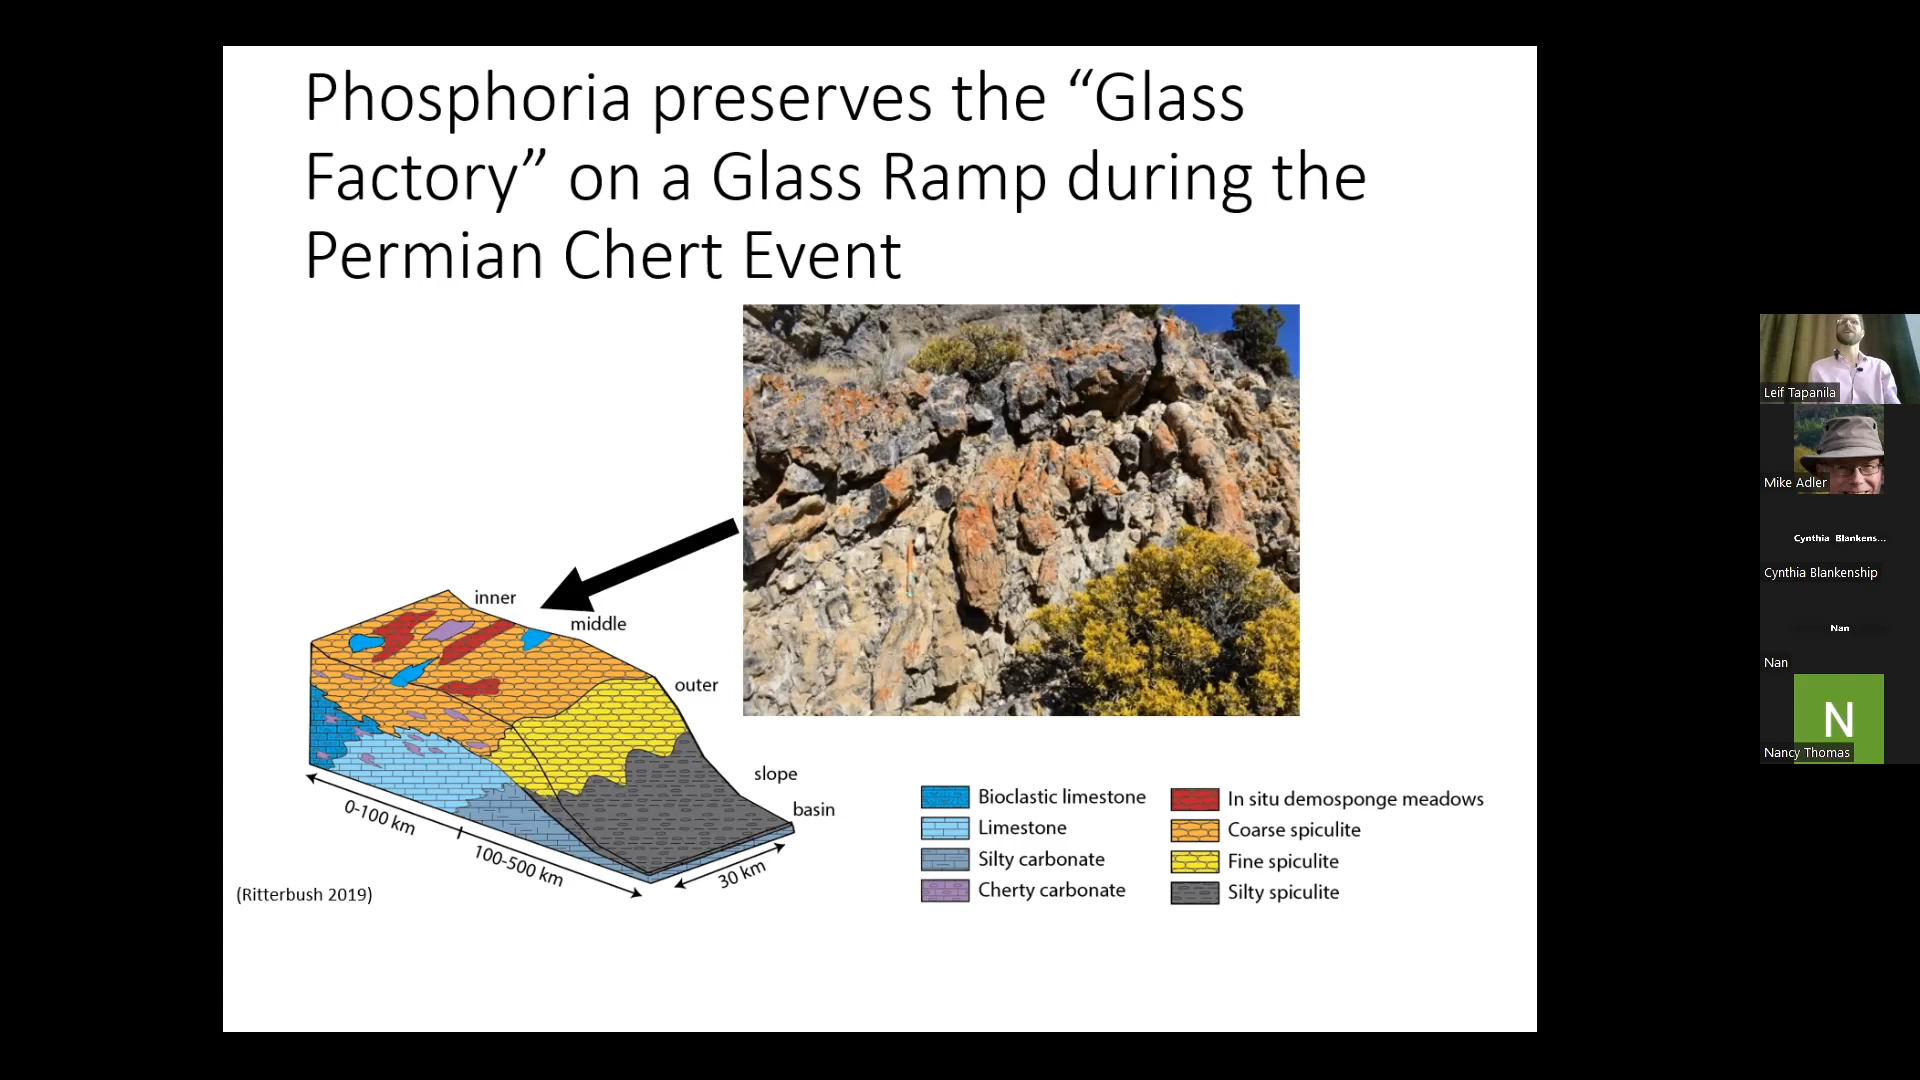 Phosphoria preserves the “Glass
Factory” on a Glass Ramp during the
Permian Chert Event
inner
middle
outer
slope
basin
0-100 km
100-500 km
30 km
(Ritterbush 2019)
Bioclastic limestone
Limestone
Silty carbonate
Cherty carbonate
In situ demosponge meadows
Coarse spiculite
Fine spiculite
Silty spiculite
Leif Tapanila
Mike Adler
Cynthia Blankens...
Cynthia Blankenship
Nan
Nan
N
Nancy Thomas